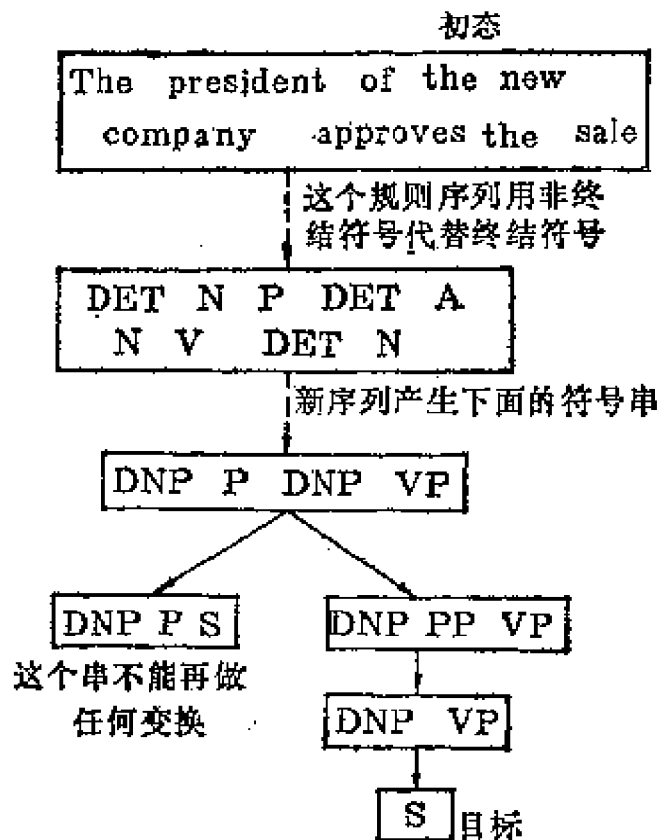 初态
The president of the new
company approves the sale
这个规则序列用非终
结符号代替终结符号
DET N P DET A
N V DET N
新序列产生下面的符号串
DNP P DNP VP
DNP P S
DNP PP VP
这个串不能再做
任何变换
DNP VP
S
目标